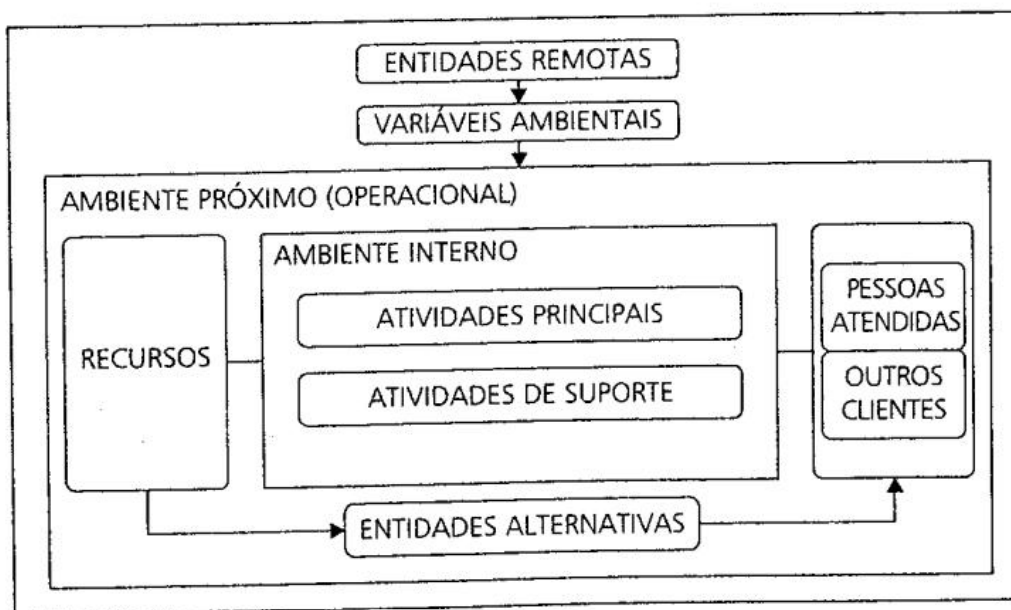 ENTIDADES REMOTAS
VARIÁVEIS AMBIENTAIS
AMBIENTE PRÓXIMO (OPERACIONAL)
RECURSOS
AMBIENTE INTERNO
ATIVIDADES PRINCIPAIS
ATIVIDADES DE SUPORTE
PESSOAS
ATENDIDAS
OUTROS
CLIENTES
ENTIDADES ALTERNATIVAS